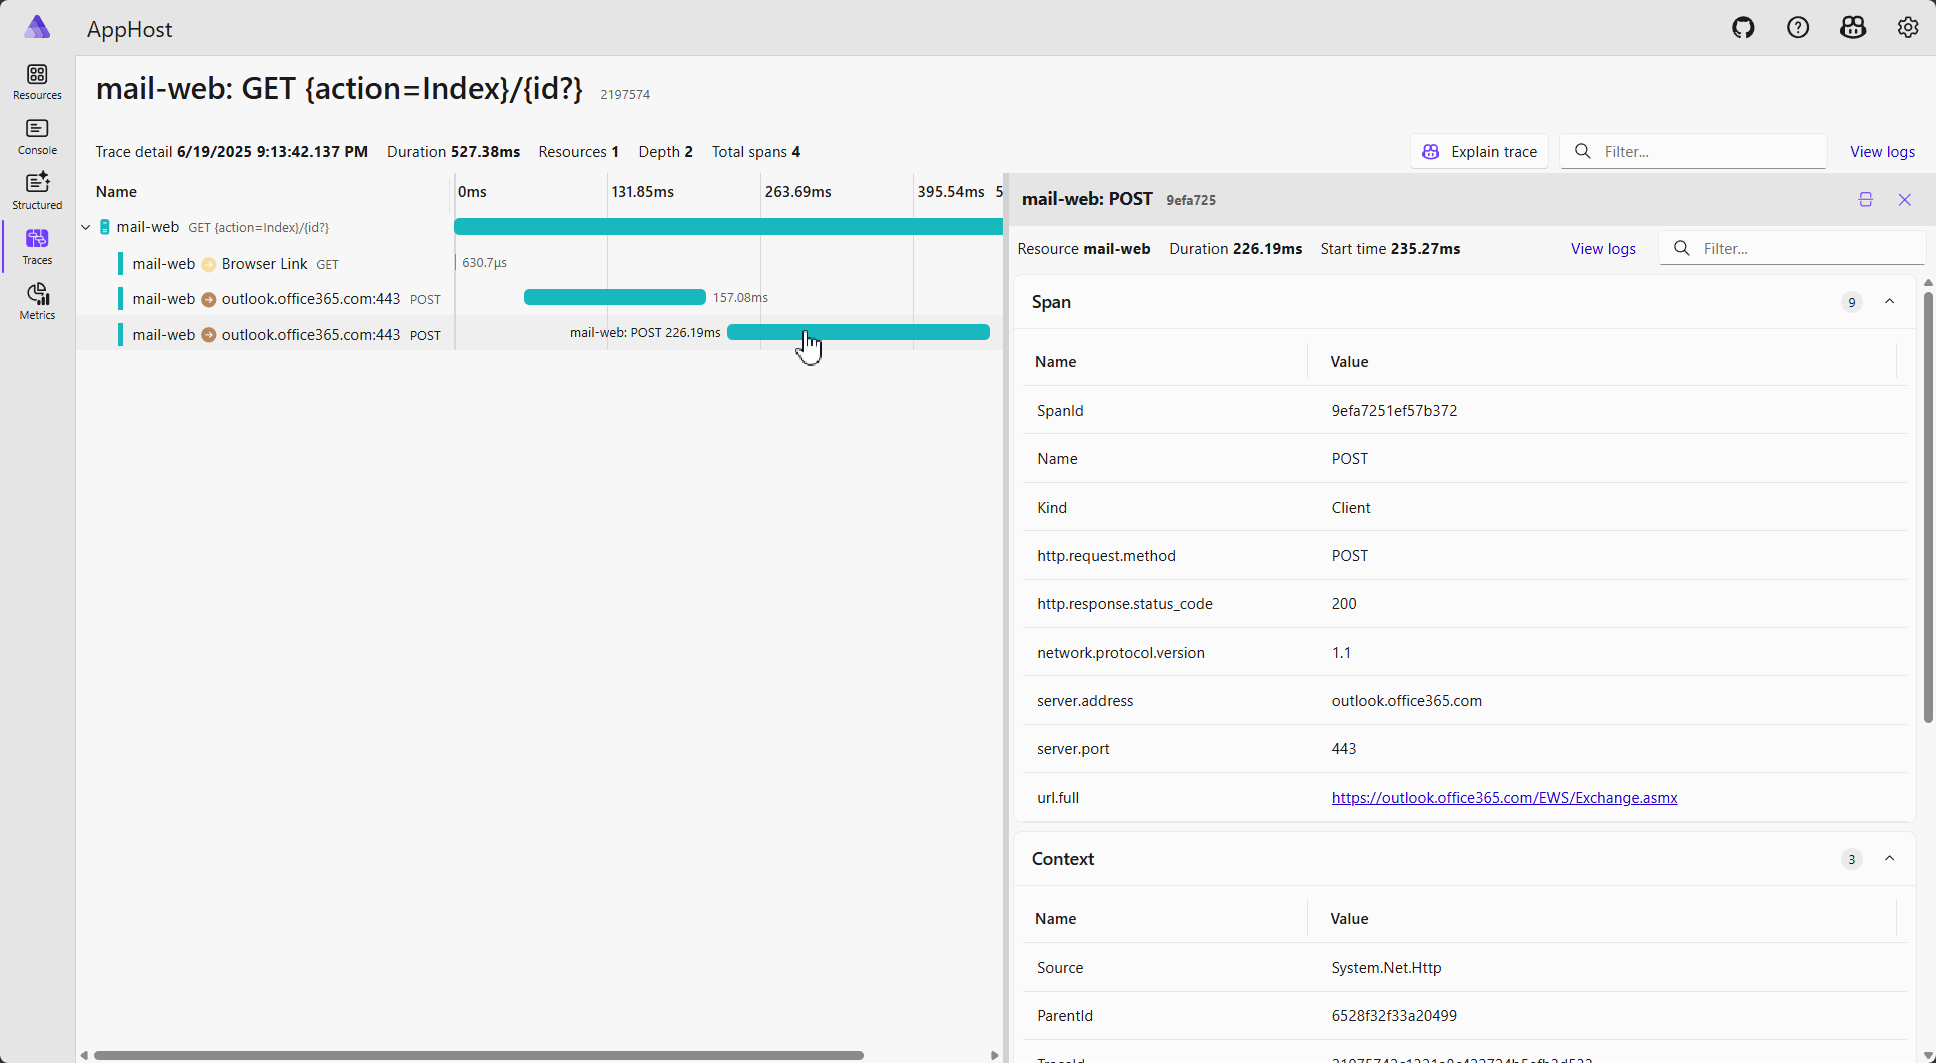 AppHost
Resources
Console
Structured
Traces
Metrics
mail-web: GET {action=Index}/{id?} 2197574
Trace detail 6/19/2025 9:13:42.137 PM Duration 527.38ms Resources 1 Depth 2 Total spans 4
Explain trace
Filter...
View logs
Name
0ms 131.85ms 263.69ms 395.54ms 5
mail-web GET {action=Index}/{id?}
mail-web Browser Link GET
630.7µs
mail-web outlook.office365.com:443 POST
157.08ms
mail-web outlook.office365.com:443 POST
mail-web: POST 226.19ms
mail-web: POST 9efa725
Resource mail-web Duration 226.19ms Start time 235.27ms
View logs
Filter...
Span 9
Name Value
SpanId 9efa7251ef57b372
Name POST
Kind Client
http.request.method POST
http.response.status_code 200
network.protocol.version 1.1
server.address outlook.office365.com
server.port 443
url.full https://outlook.office365.com/EWS/Exchange.asmx
Context 3
Name Value
Source System.Net.Http
ParentId 6528f32f33a20499